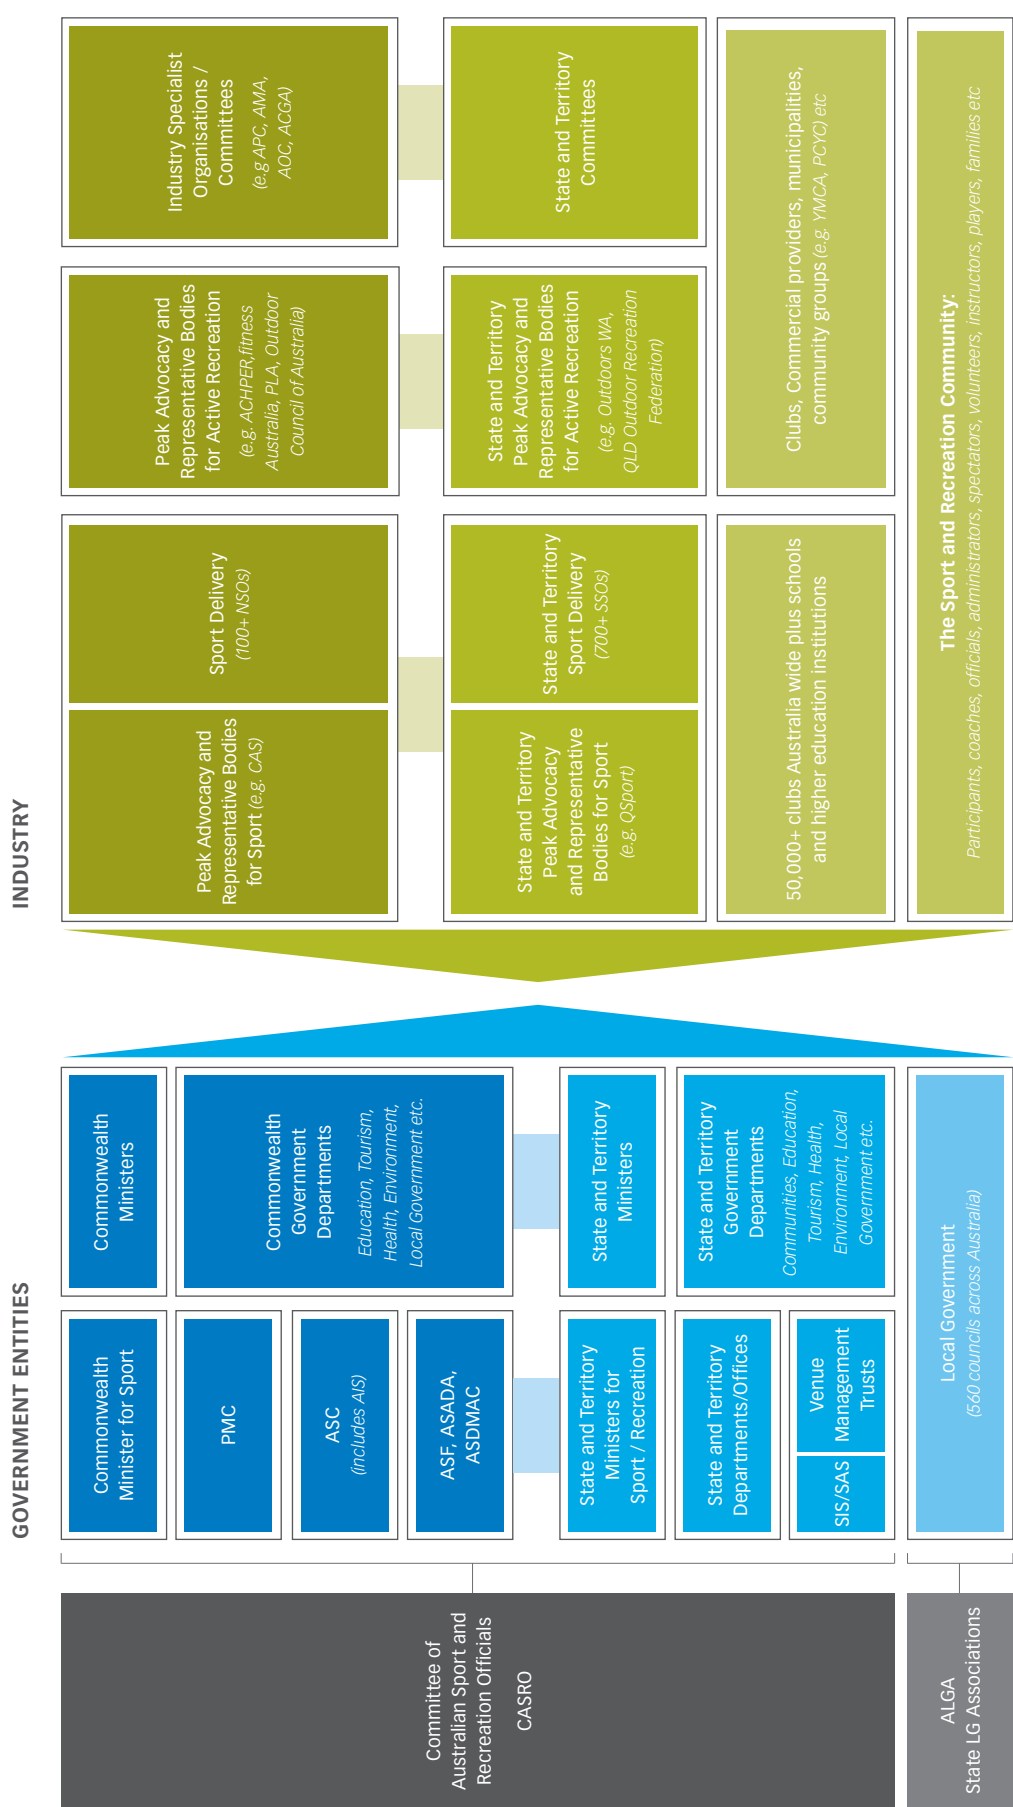 GOVERNMENT ENTITIES
INDUSTRY
Committee of
Australian Sport and
Recreation Officials
CASRO
Commonwealth
Minister for Sport
Commonwealth
Ministers
PMC
ASC
(includes AIS)
ASF, ASADA,
ASDMAC
Commonwealth
Government
Departments
Education, Tourism,
Health, Environment,
Local Government etc.
State and Territory
Ministers for
Sport / Recreation
State and Territory
Ministers
State and Territory
Departments/Offices
SIS/SAS
Venue
Management
Trusts
State and Territory
Government
Departments
Communities, Education,
Tourism, Health,
Environment, Local
Government etc.
ALGA
State LG Associations
Local Government
(560 councils across Australia)
Peak Advocacy and
Representative Bodies
for Sport (e.g. CAS)
Sport Delivery
(100+ NSOs)
Peak Advocacy and
Representative Bodies
for Active Recreation
(e.g. ACHPER,fitness
Australia, PLA, Outdoor
Council of Australia)
Industry Specialist
Organisations /
Committees
(e.g APC, AMA,
AOC, ACGA)
State and Territory
Peak Advocacy
and Representative
Bodies for Sport
(e.g. QSport)
State and Territory
Sport Delivery
(700+ SSOs)
State and Territory
Peak Advocacy and
Representative Bodies
for Active Recreation
(e.g. Outdoors WA,
QLD Outdoor Recreation
Federation)
State and Territory
Committees
50,000+ clubs Australia wide plus schools
and higher education institutions
Clubs, Commercial providers, municipalities,
community groups (e.g. YMCA, PCYC) etc
The Sport and Recreation Community:
Participants, coaches, officials, administrators, spectators, volunteers, instructors, players, families etc